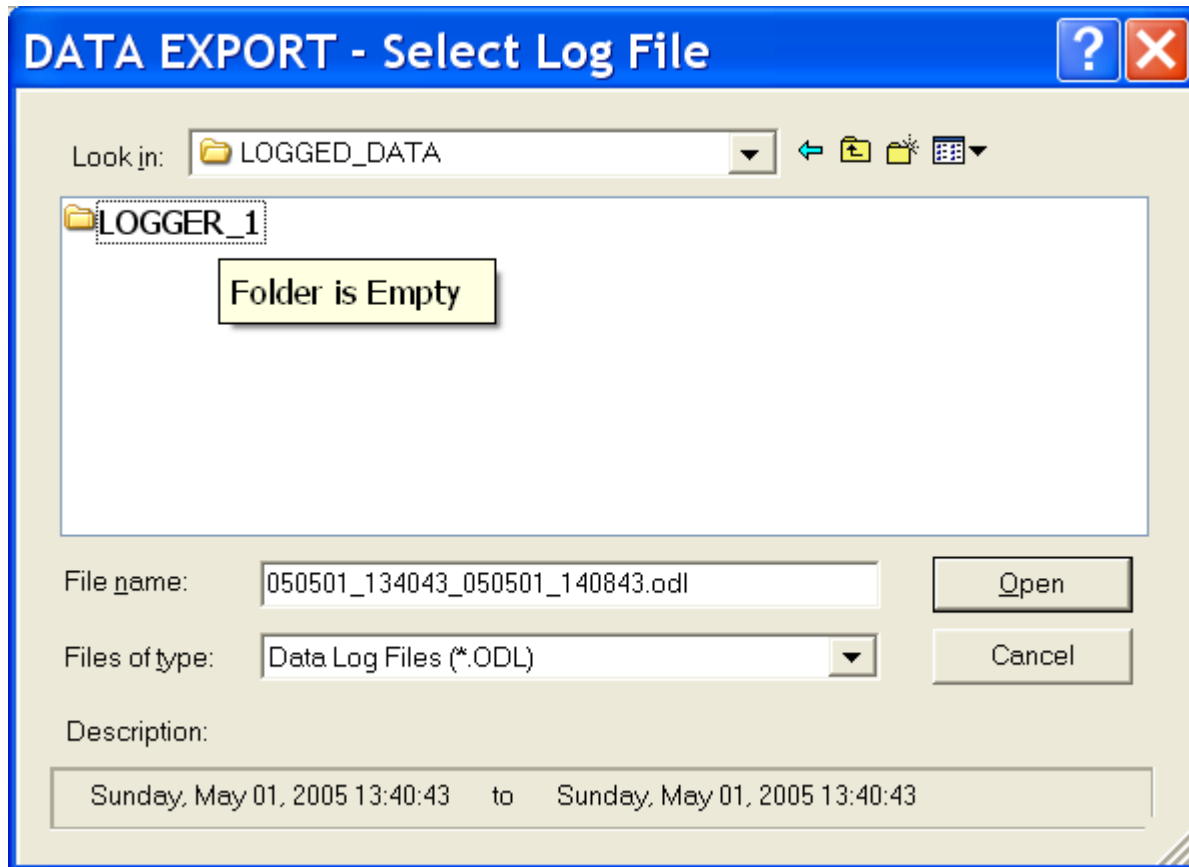 DATA EXPORT - Select Log File
Look in: LOGGED_DATA
LOGGER_1
Folder is Empty
File name: 050501_134043_050501_140843.odl Open
Files of type: Data Log Files (*.ODL) Cancel
Description:
Sunday, May 01, 2005 13:40:43 to Sunday, May 01, 2005 13:40:43